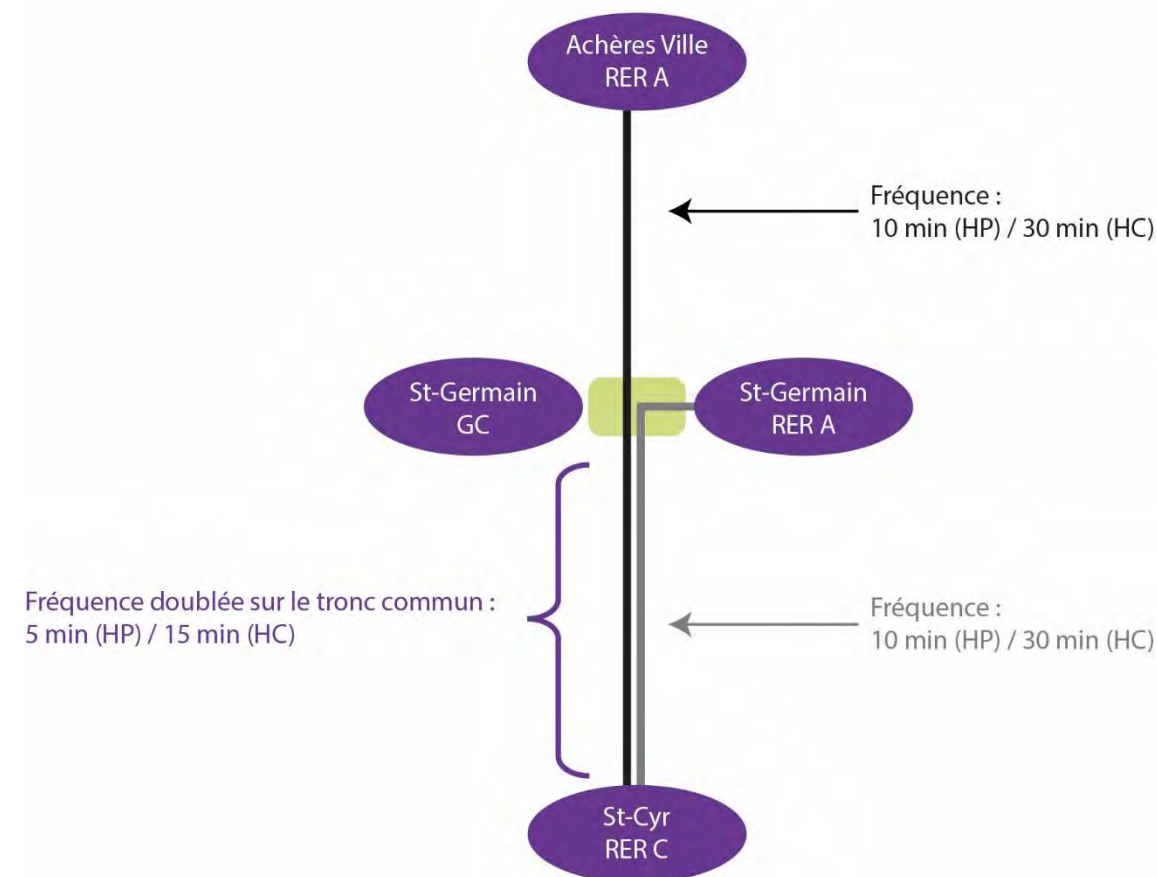 Achères Ville
RER A
Fréquence :
10 min (HP) / 30 min (HC)
St-Germain
GC
St-Germain
RER A
Fréquence doublée sur le tronc commun :
5 min (HP) / 15 min (HC)
Fréquence :
10 min (HP) / 30 min (HC)
St-Cyr
RER C